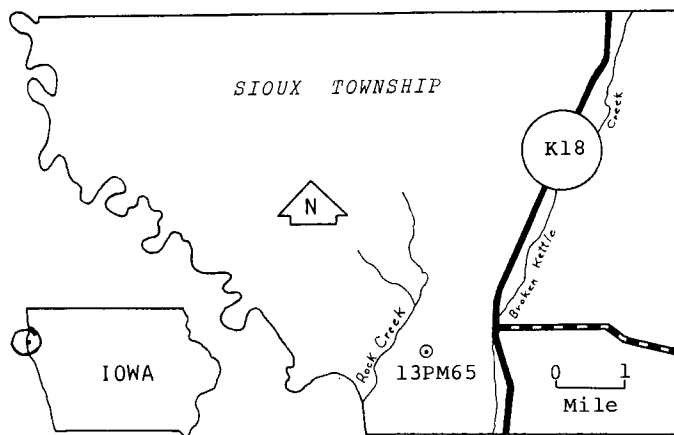 SIOUX TOWNSHIP
K18
Creek
N
Broken Kettle
Rock Creek
13PM65
IOWA
0 1
Mile